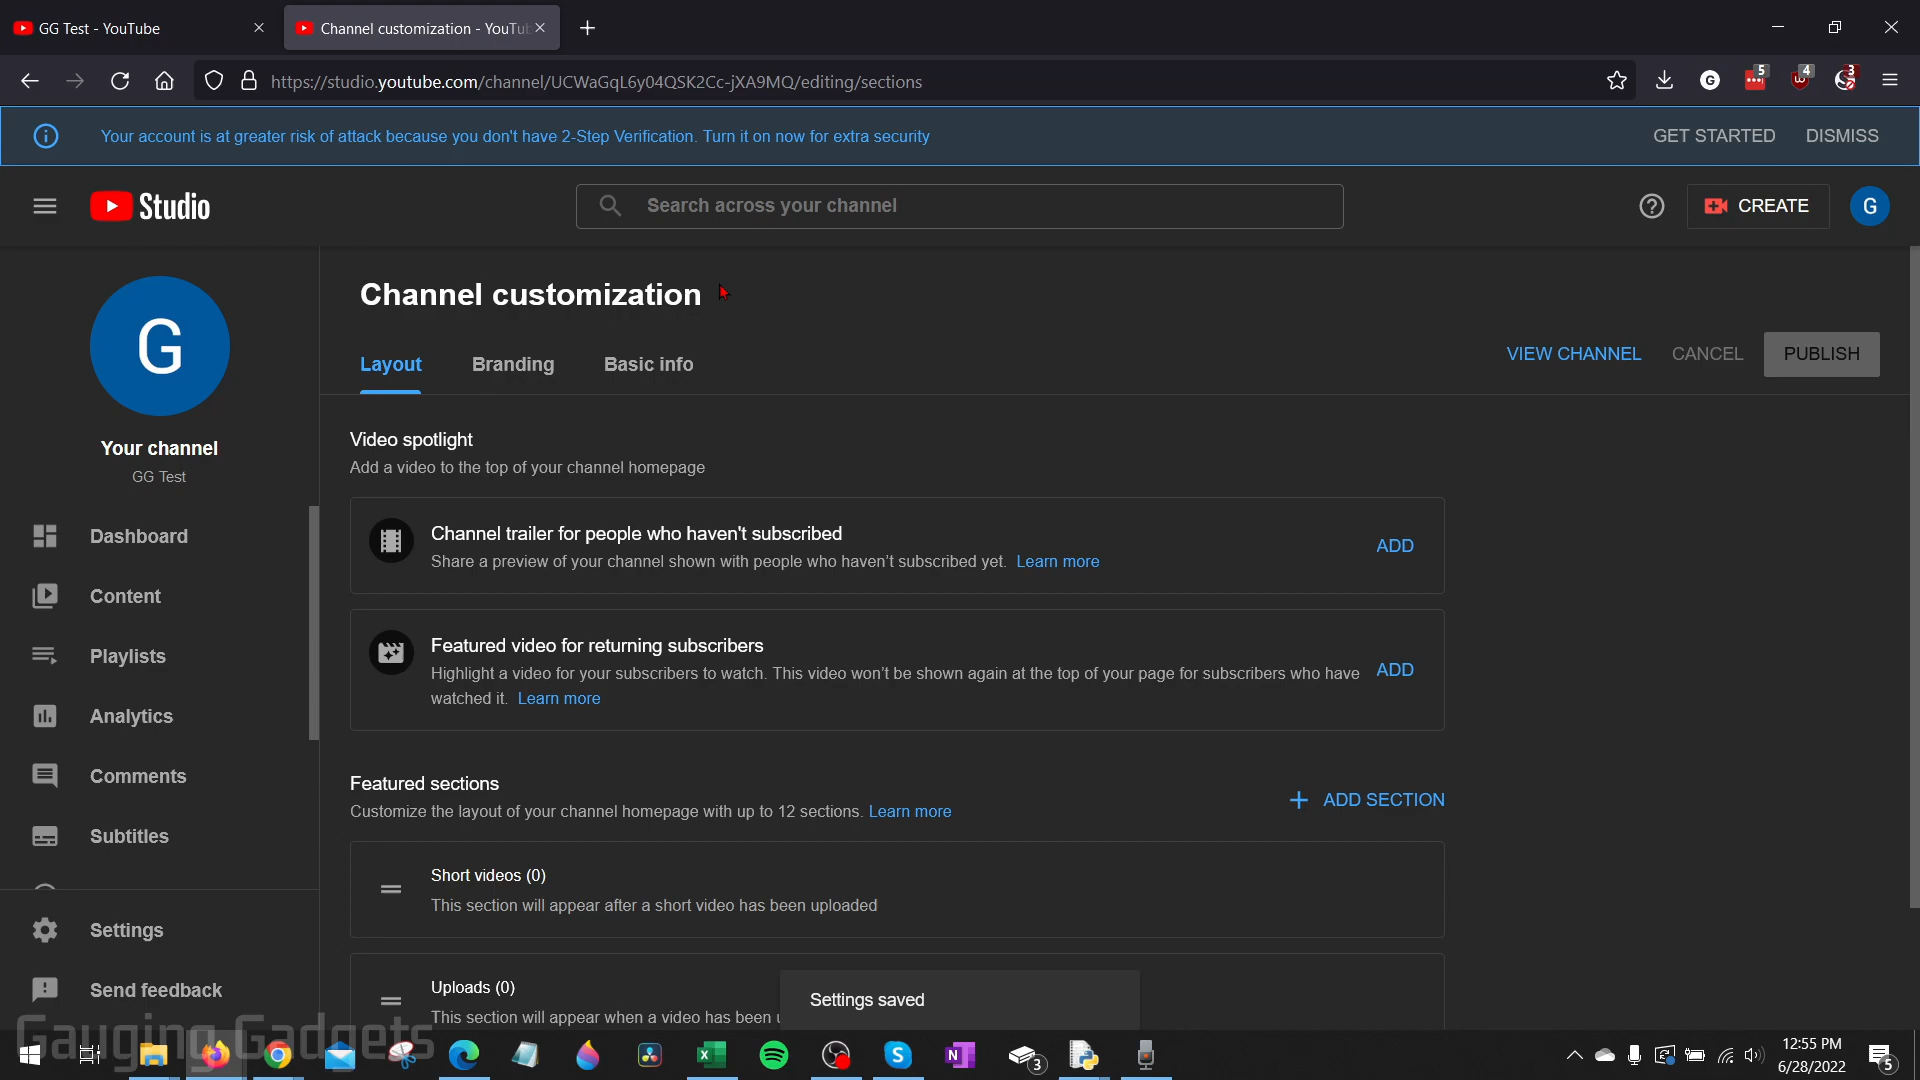 GG Test - YouTube
Channel customization - YouTu
https://studio.youtube.com/channel/UCWaGqL6y04QSK2Cc-jXA9MQ/editing/sections
G
5
4
3
Your account is at greater risk of attack because you don't have 2-Step Verification. Turn it on now for extra security
GET STARTED
DISMISS
Studio
Search across your channel
CREATE
G
G
Your channel
GG Test
Dashboard
Content
Playlists
Analytics
Comments
Subtitles
Settings
Send feedback
Channel customization
Layout
Branding
Basic info
VIEW CHANNEL
CANCEL
PUBLISH
Video spotlight
Add a video to the top of your channel homepage
Channel trailer for people who haven't subscribed
Share a preview of your channel shown with people who haven’t subscribed yet. Learn more
ADD
Featured video for returning subscribers
Highlight a video for your subscribers to watch. This video won’t be shown again at the top of your page for subscribers who have
watched it. Learn more
ADD
Featured sections
Customize the layout of your channel homepage with up to 12 sections. Learn more
ADD SECTION
Short videos (0)
This section will appear after a short video has been uploaded
Uploads (0)
This section will appear when a video has been
Settings saved
Gauging Gadgets
3
12:55 PM
6/28/2022
5